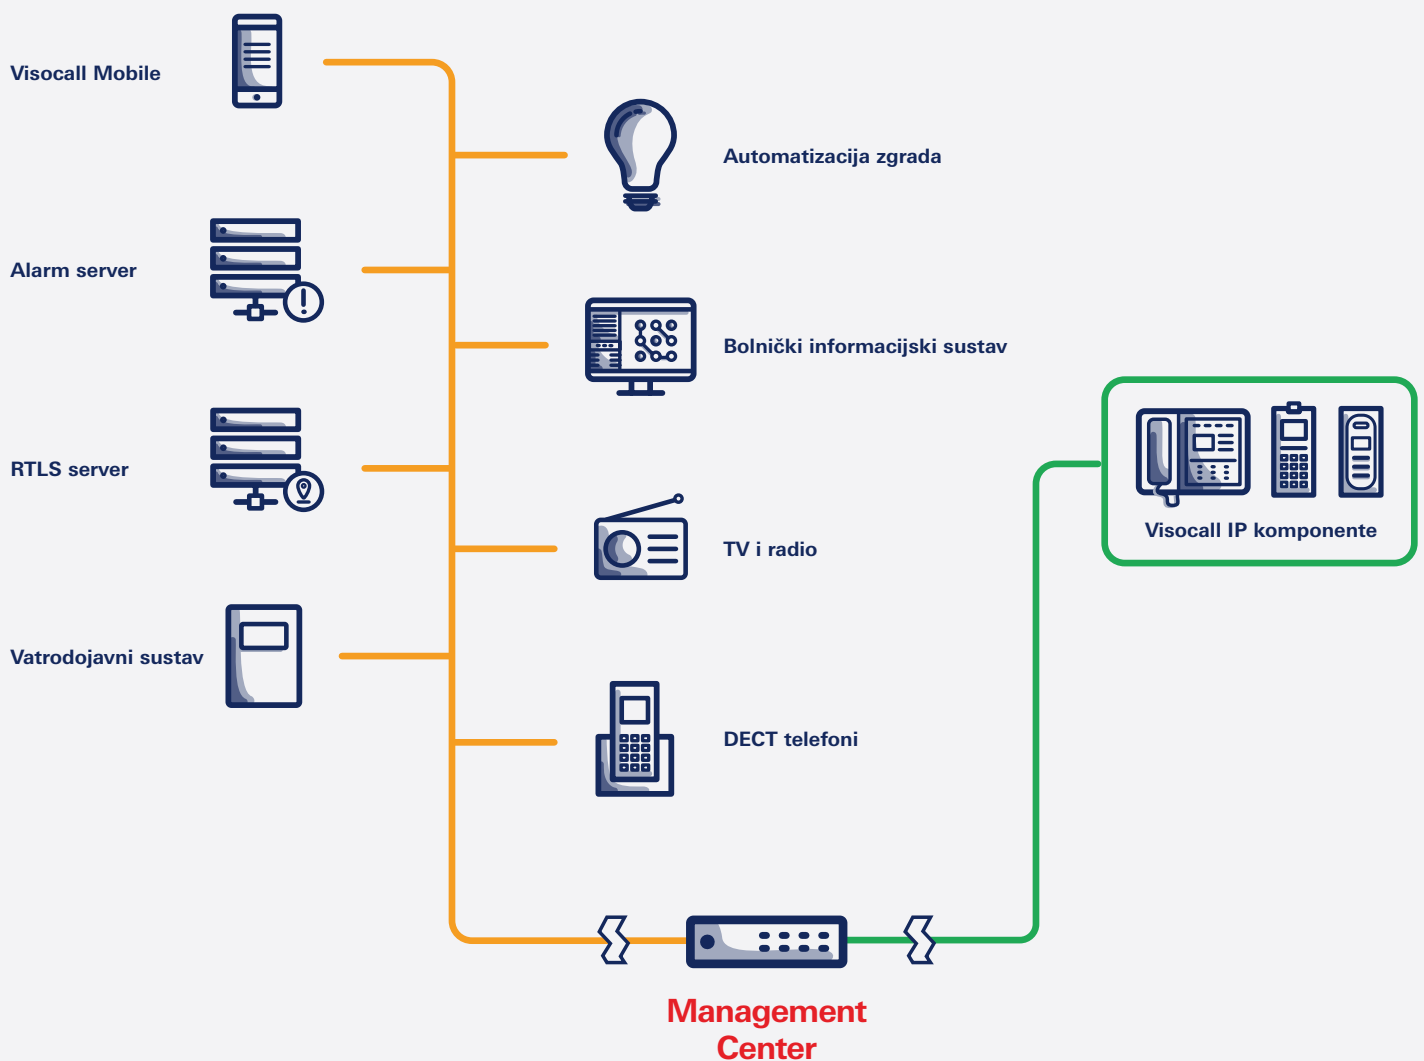 Visocall Mobile
Automatizacija zgrada
Alarm server
Bolnički informacijski sustav
RTLS server
Visocall IP komponente
TV i radio
Vatrodojavni sustav
DECT telefoni
Management
Center